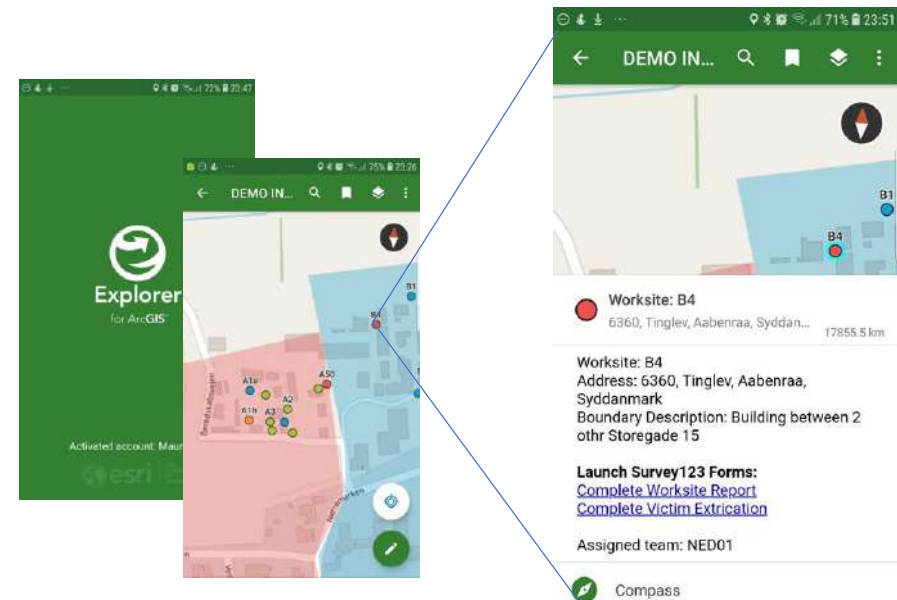 72% 23:47
Explorer
for ArcGIS
Activated account: Maur
esri
75% 23:26
DEMO IN...
B1
B4
A5b
A1a
A2
A1b
A3
71% 23:51
DEMO IN...
B1
B4
Worksite: B4
6360, Tinglev, Aabenraa, Syddan...
17855.5 km
Worksite: B4
Address: 6360, Tinglev, Aabenraa,
Syddanmark
Boundary Description: Building between 2
othr Storegade 15
Launch Survey123 Forms:
Complete Worksite Report
Complete Victim Extrication
Assigned team: NED01
Compass